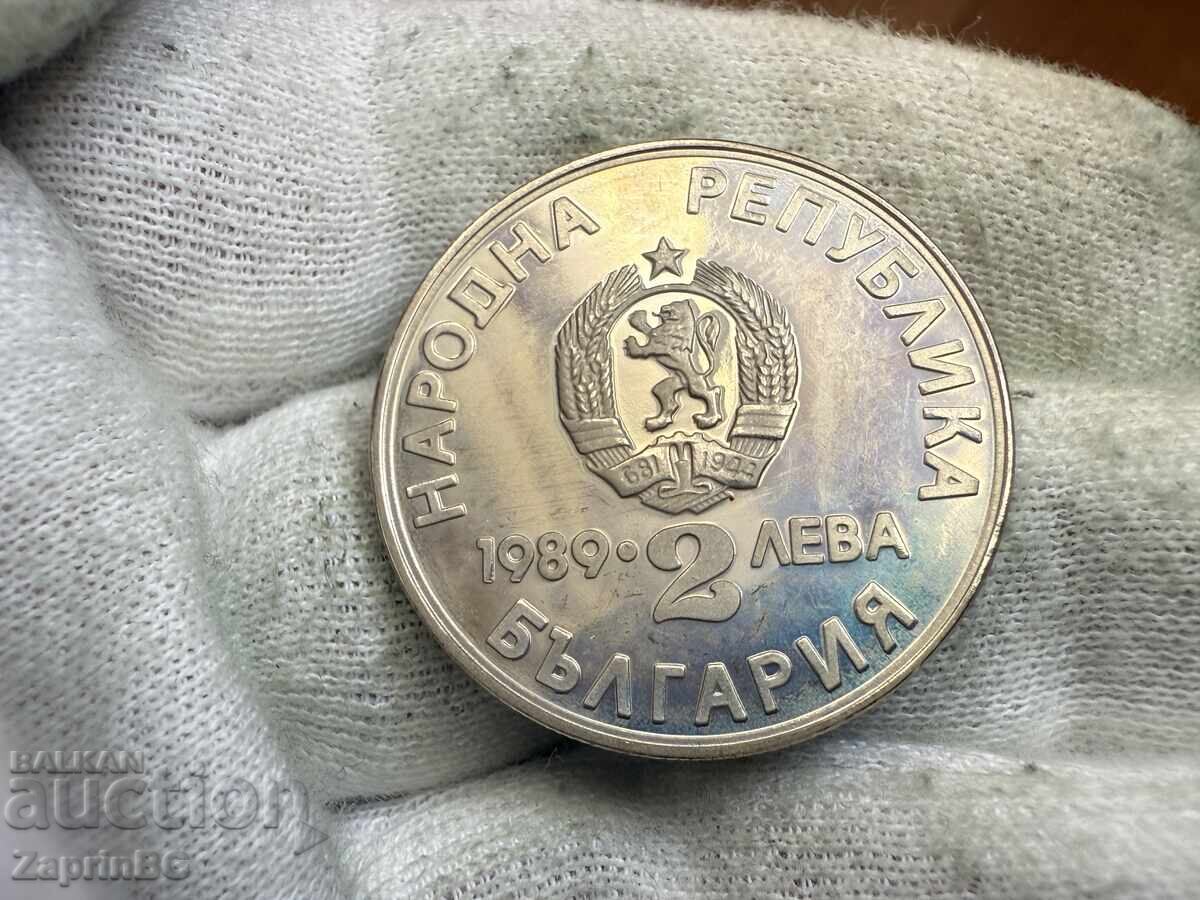 НАРОДНА РЕПУБЛИКА
681 1944
1989 • 2 ЛЕВА
БЪЛГАРИЯ
BALKAN
auction
ZaprinBG